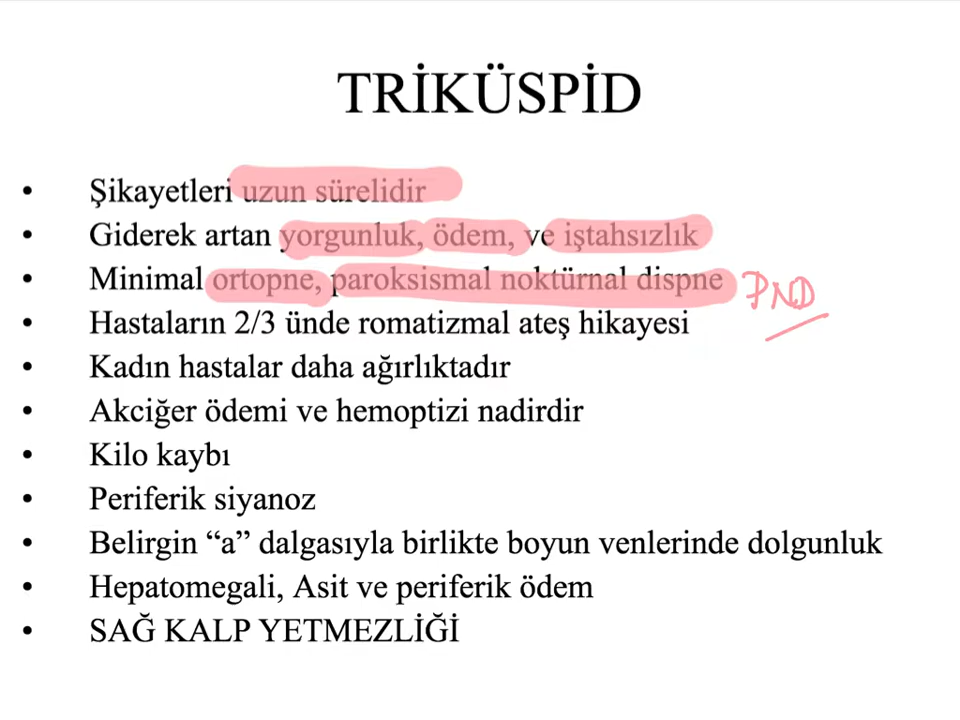 TRİKÜSPİD
• Şikayetleri uzun sürelidir
• Giderek artan yorgunluk, ödem, ve iştahsızlık
• Minimal ortopne, paroksismal noktürnal dispne PND
• Hastaların 2/3 ünde romatizmal ateş hikayesi
• Kadın hastalar daha ağırlıktadır
• Akciğer ödemi ve hemoptizi nadirdir
• Kilo kaybı
• Periferik siyanoz
• Belirgin “a” dalgasıyla birlikte boyun venlerinde dolgunluk
• Hepatomegali, Asit ve periferik ödem
• SAĞ KALP YETMEZLİĞİ